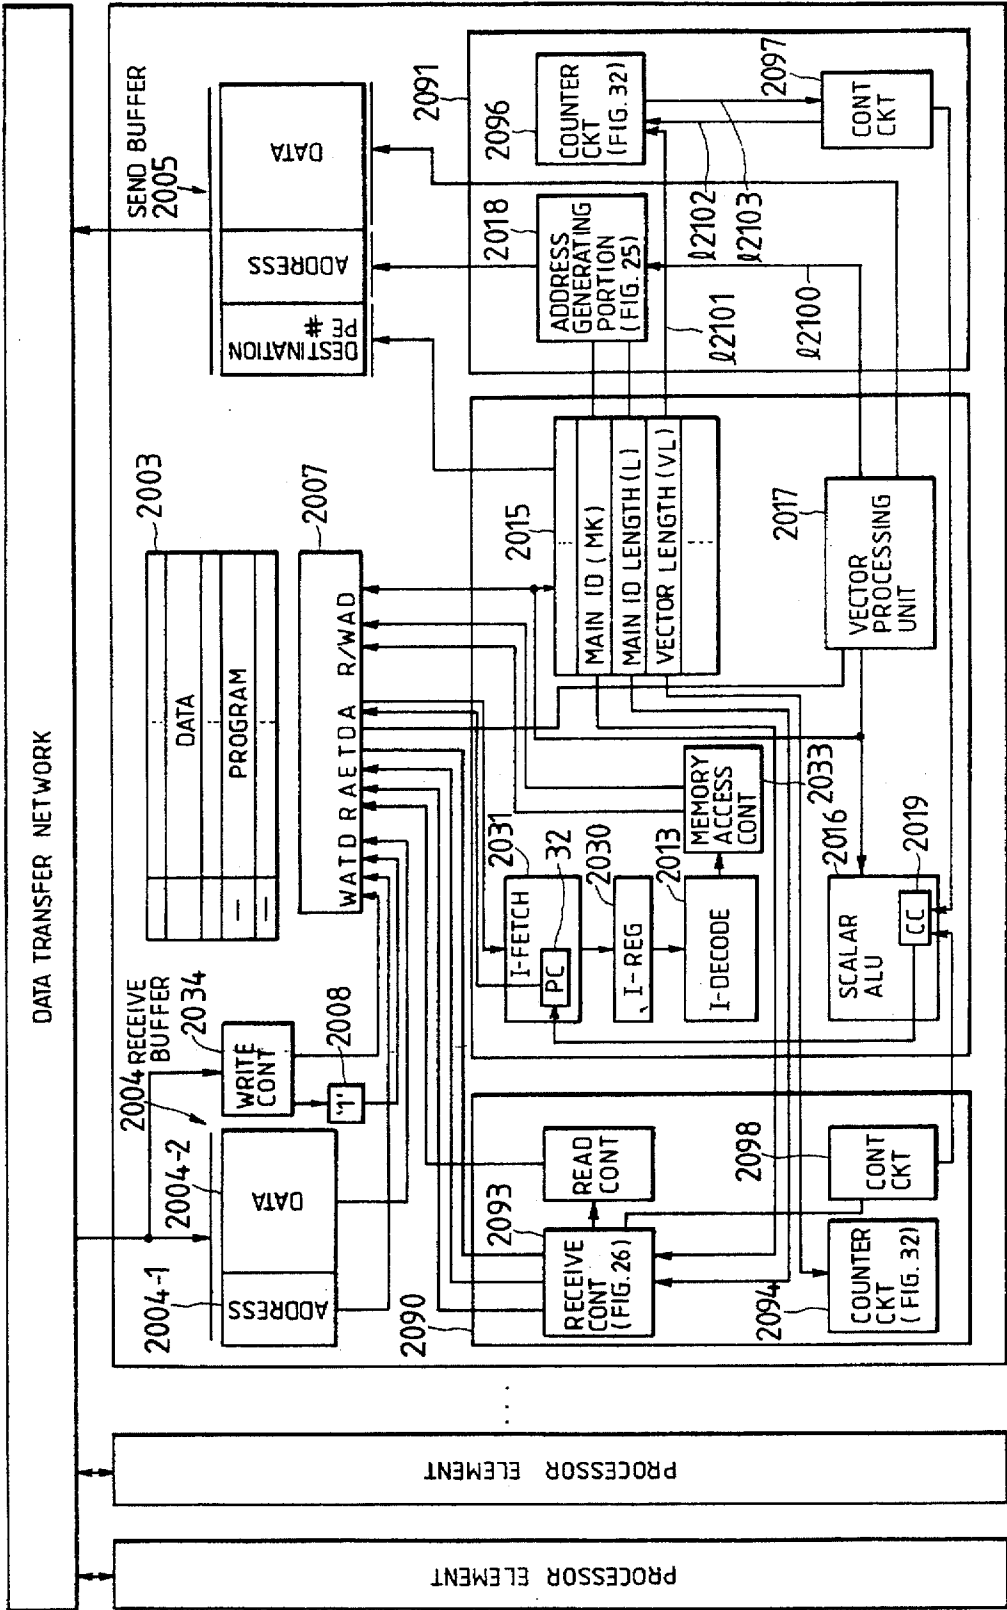 DATA TRANSFER NETWORK
PROCESSOR ELEMENT
PROCESSOR ELEMENT
. . .
2004-1
2004-2
2004
RECEIVE
BUFFER
ADDRESS
DATA
2034
WRITE
CONT
'1'
2008
2003
DATA
PROGRAM
2007
WA TD RA E T DA R/WAD
SEND BUFFER
2005
DESTINATION
PE
#
ADDRESS
DATA
2090
2093
RECEIVE
CONT
(FIG. 26)
READ
CONT
2094
COUNTER
CKT
(FIG. 32)
2098
CONT
CKT
2031
I-FETCH
32
PC
2030
I-REG
2013
I-DECODE
MEMORY
ACCESS
CONT
2033
2016
SCALAR
ALU
2019
CC
2015
MAIN ID (MK)
MAIN ID LENGTH (L)
VECTOR LENGTH (VL)
2017
VECTOR
PROCESSING
UNIT
2091
2018
ADDRESS
GENERATING
PORTION
(FIG. 25)
2096
COUNTER
CKT
(FIG. 32)
2097
CONT
CKT
ℓ2101
ℓ2100
ℓ2102
ℓ2103